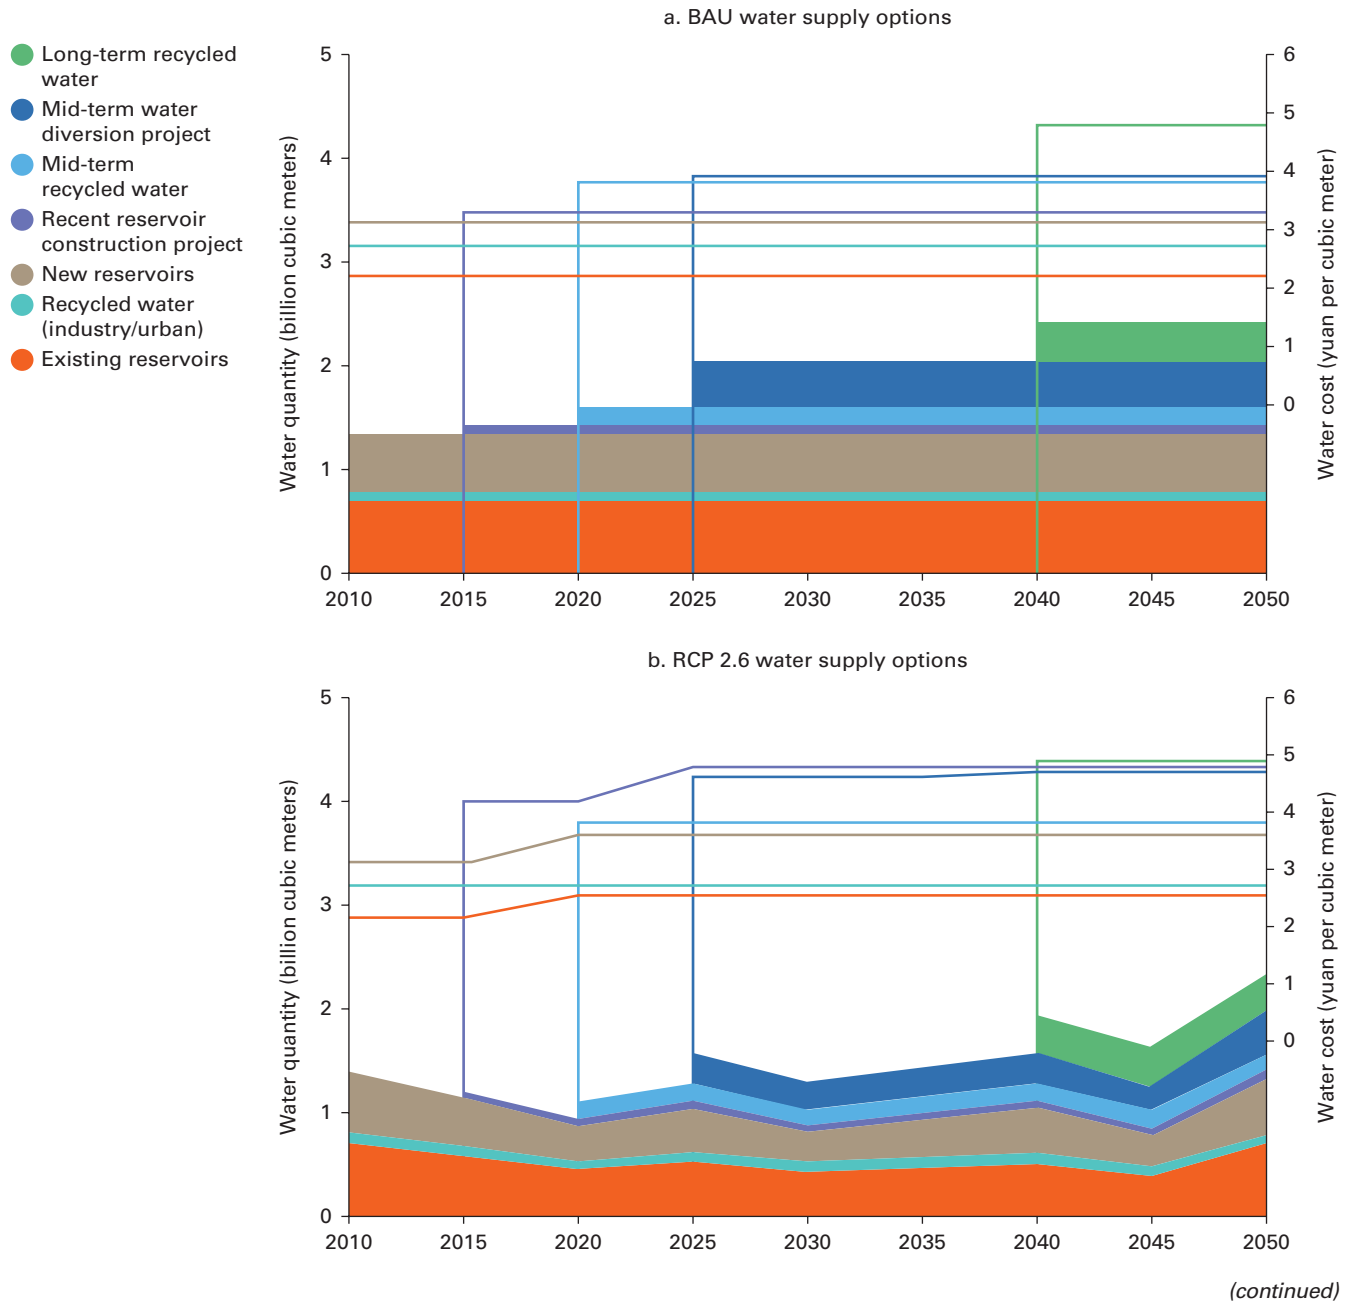 a. BAU water supply options
Long-term recycled
water
Mid-term water
diversion project
Mid-term
recycled water
Recent reservoir
construction project
New reservoirs
Recycled water
(industry/urban)
Existing reservoirs
Water quantity (billion cubic meters)
5
4
3
2
1
0
6
5
4
3
2
1
0
Water cost (yuan per cubic meter)
2010 2015 2020 2025 2030 2035 2040 2045 2050
b. RCP 2.6 water supply options
Water quantity (billion cubic meters)
5
4
3
2
1
0
6
5
4
3
2
1
0
Water cost (yuan per cubic meter)
2010 2015 2020 2025 2030 2035 2040 2045 2050
(continued)